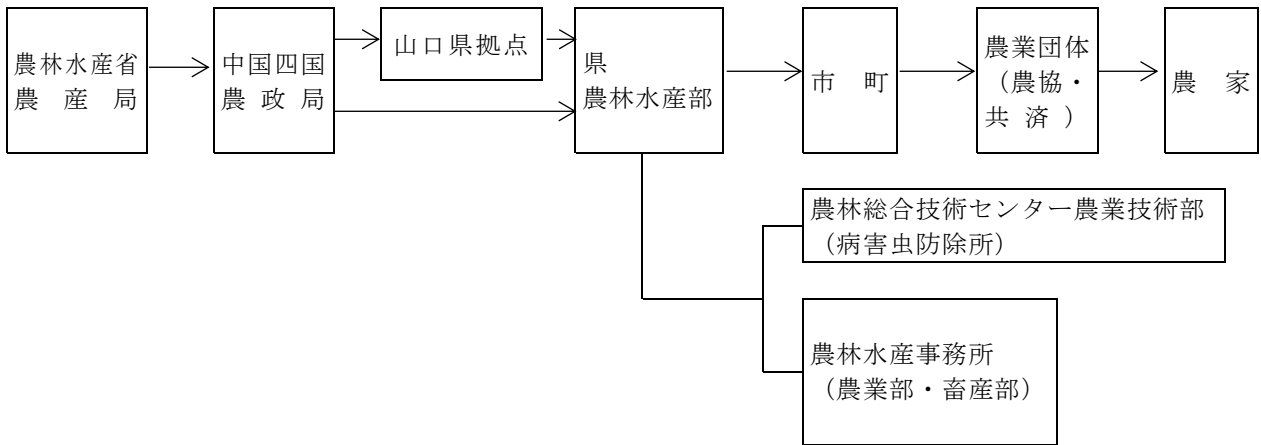 農林水産省
農産局
中国四国
農政局
山口県拠点
県
農林水産部
市町
農業団体
（農協・
共済）
農家
農林総合技術センター農業技術部
（病害虫防除所）
農林水産事務所
（農業部・畜産部）